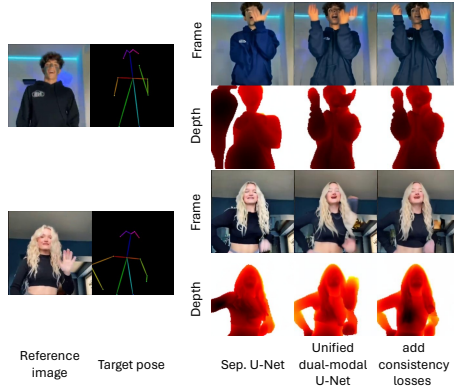 Frame
Depth
Frame
Depth
Reference
image
Target pose
Sep. U-Net
Unified
dual-modal
U-Net
add
consistency
losses